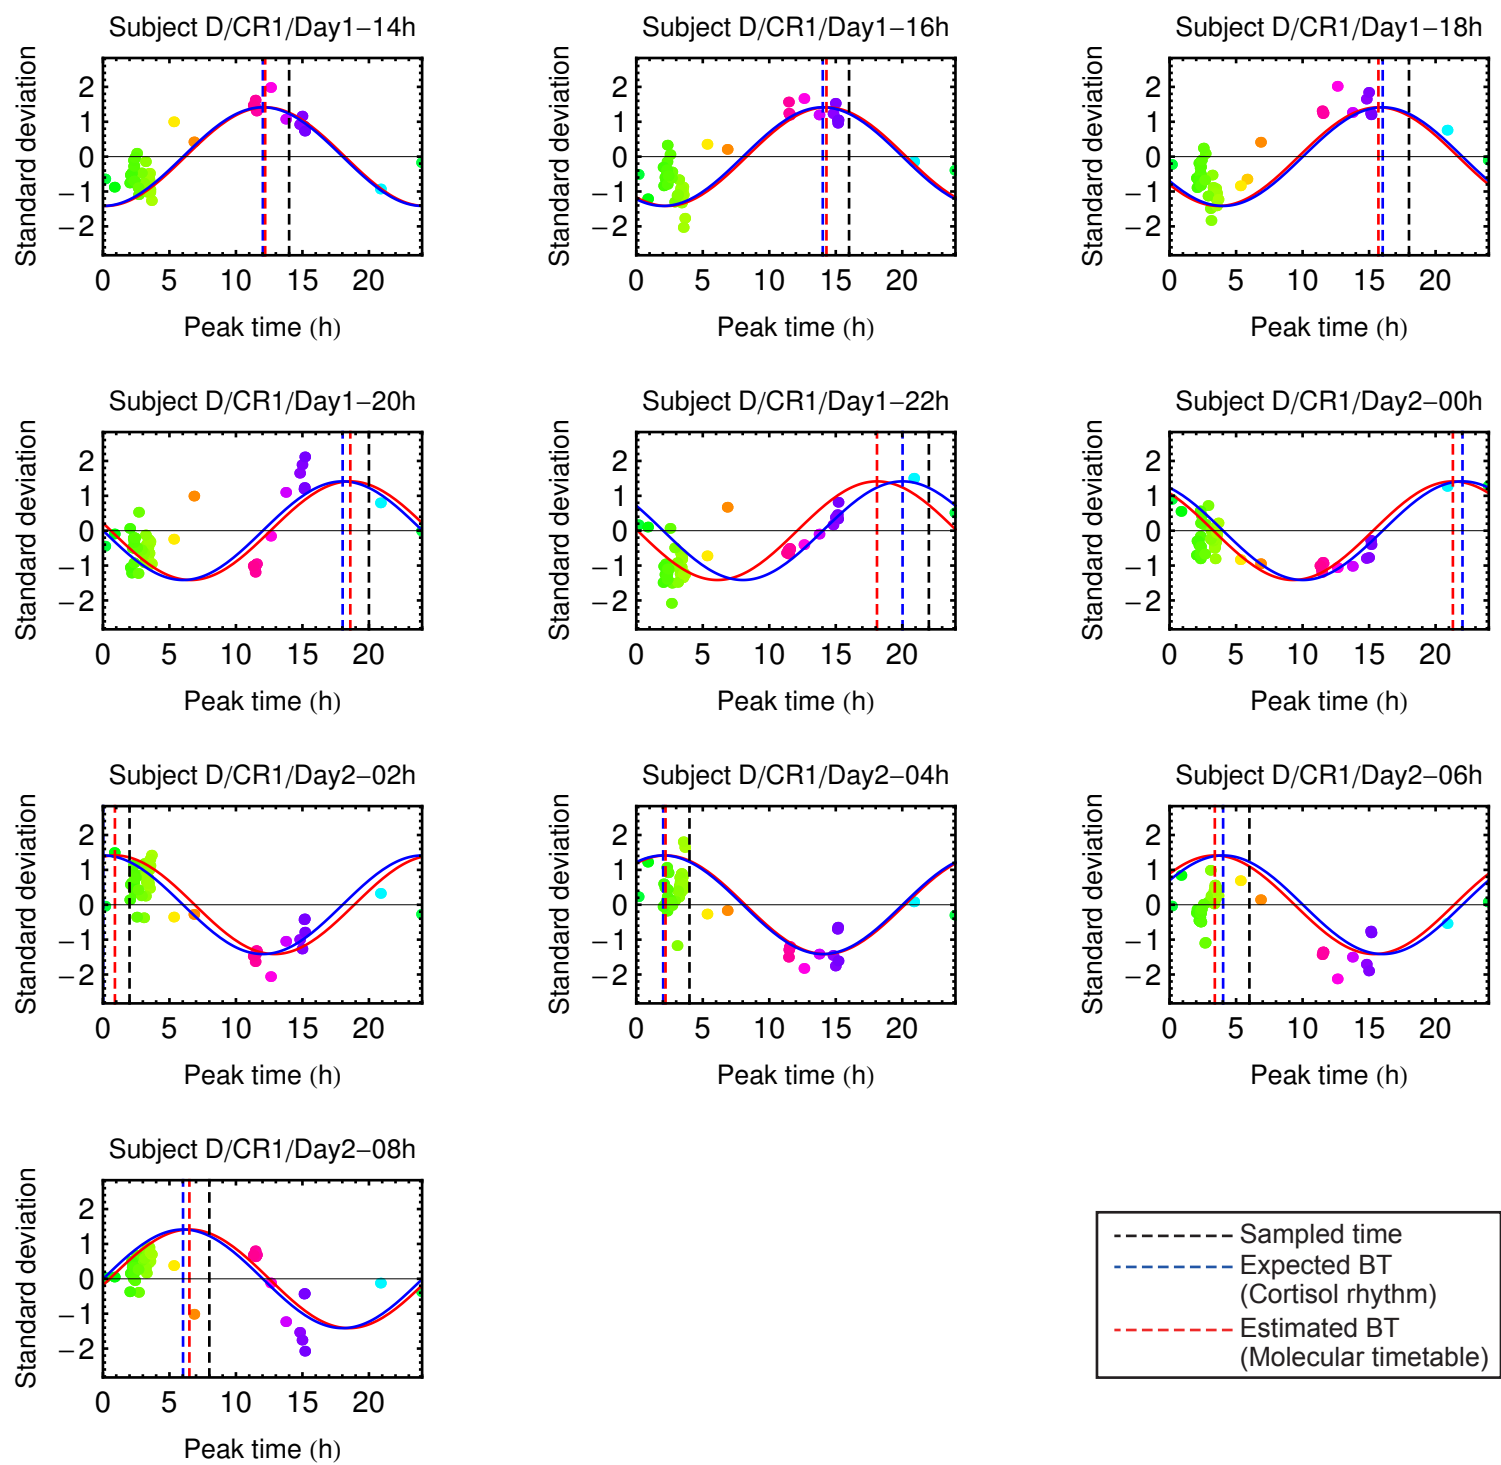 Subject D/CR1/Day1−14h
Standard deviation
2
1
0
−1
−2
0 5 10 15 20
Peak time (h)
Subject D/CR1/Day1−16h
Standard deviation
2
1
0
−1
−2
0 5 10 15 20
Peak time (h)
Subject D/CR1/Day1−18h
Standard deviation
2
1
0
−1
−2
0 5 10 15 20
Peak time (h)
Subject D/CR1/Day1−20h
Standard deviation
2
1
0
−1
−2
0 5 10 15 20
Peak time (h)
Subject D/CR1/Day1−22h
Standard deviation
2
1
0
−1
−2
0 5 10 15 20
Peak time (h)
Subject D/CR1/Day2−00h
Standard deviation
2
1
0
−1
−2
0 5 10 15 20
Peak time (h)
Subject D/CR1/Day2−02h
Standard deviation
2
1
0
−1
−2
0 5 10 15 20
Peak time (h)
Subject D/CR1/Day2−04h
Standard deviation
2
1
0
−1
−2
0 5 10 15 20
Peak time (h)
Subject D/CR1/Day2−06h
Standard deviation
2
1
0
−1
−2
0 5 10 15 20
Peak time (h)
Subject D/CR1/Day2−08h
Standard deviation
2
1
0
−1
−2
0 5 10 15 20
Peak time (h)
Sampled time
Expected BT
(Cortisol rhythm)
Estimated BT
(Molecular timetable)